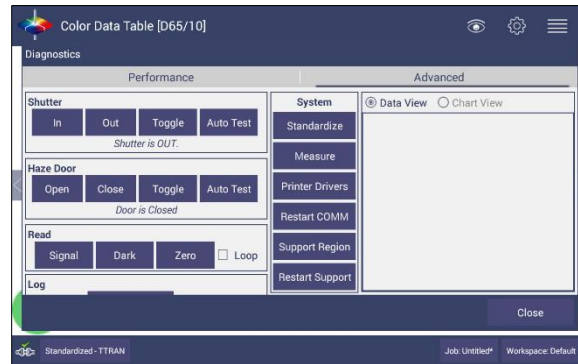 Color Data Table [D65/10]
Diagnostics
Performance
Advanced
Shutter
In Out Toggle Auto Test
Shutter is OUT.
Haze Door
Open Close Toggle Auto Test
Door is Closed
Read
Signal Dark Zero Loop
Log
System
Standardize
Measure
Printer Drivers
Restart COMM
Support Region
Restart Support
Data View Chart View
Close
Standardized - TTRAN
Job: Untitled* Workspace: Default